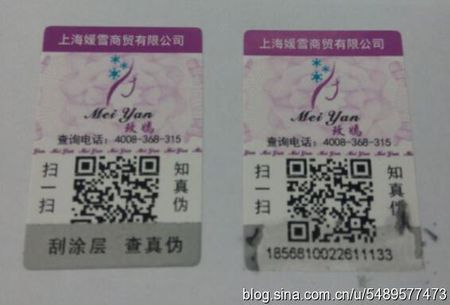 上海媛雪商贸有限公司
Mei Yan
玫嫣
查询电话：4008-368-315
扫一扫
知真伪
刮涂层 查真伪
上海媛雪商贸有限公司
Mei Yan
玫嫣
查询电话：4008-368-315
扫一扫
知真伪
1856810022611133
blog.sina.com.cn/u/5489577473